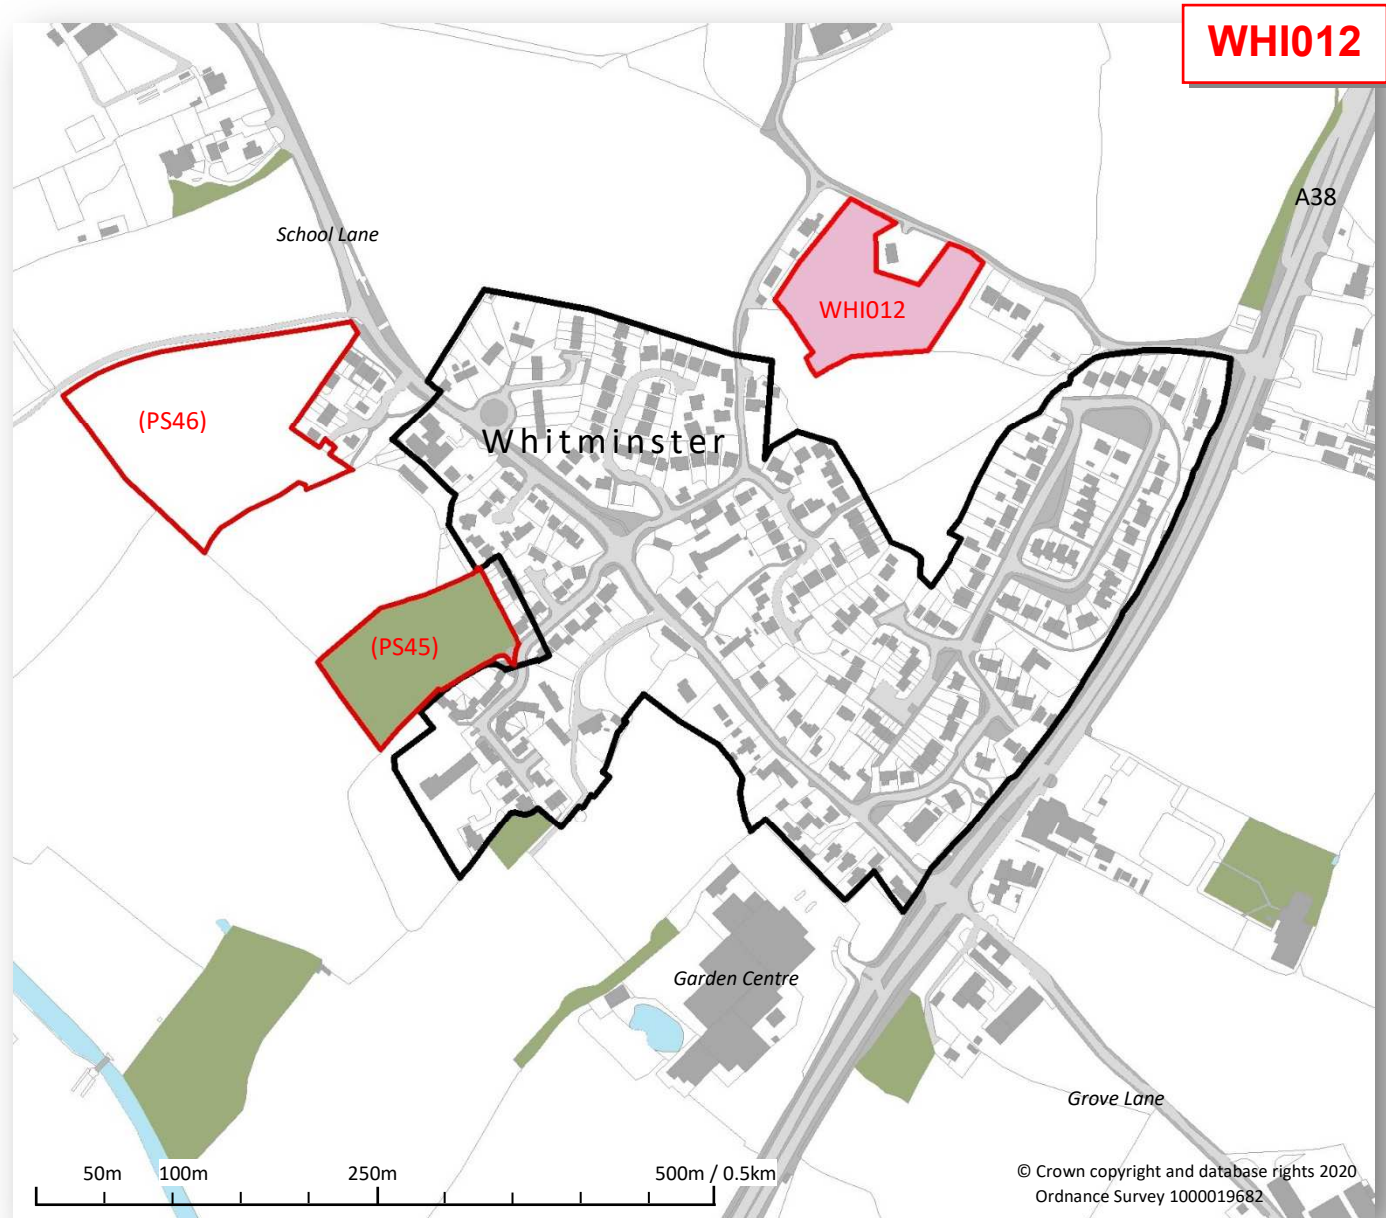 WHI012
A38
School Lane
WHI012
(PS46)
Whitminster
(PS45)
Garden Centre
Grove Lane
50m 100m 250m 500m / 0.5km
© Crown copyright and database rights 2020
Ordnance Survey 1000019682